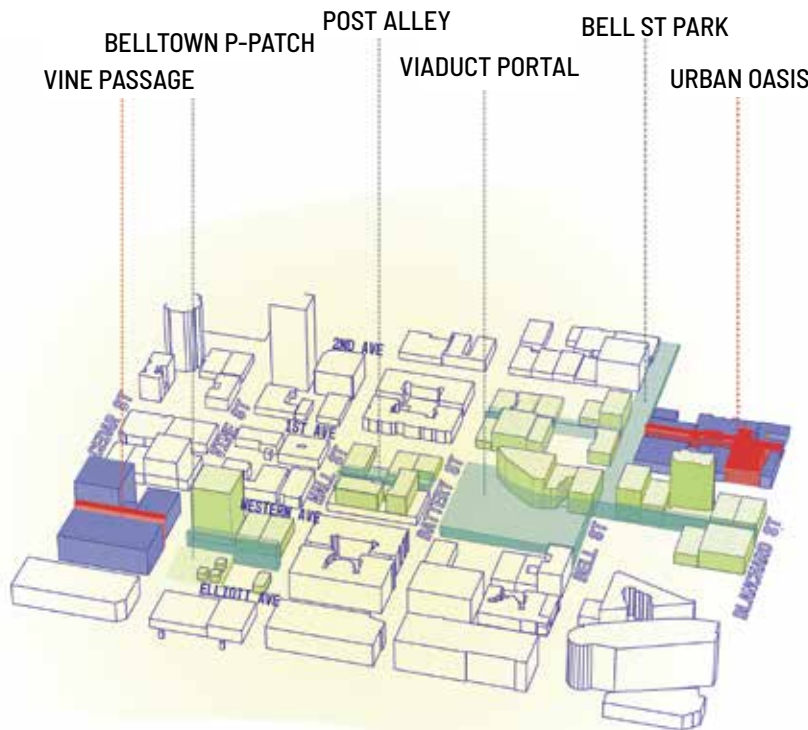 POST ALLEY
BELL ST PARK
BELLTOWN P-PATCH
VIADUCT PORTAL
VINE PASSAGE
URBAN OASIS
2ND AVE
CEDAR ST
VINE ST
1ST AVE
WALL ST
BATTERY ST
WESTERN AVE
BELL ST
BLANCHARD ST
ELLIOTT AVE